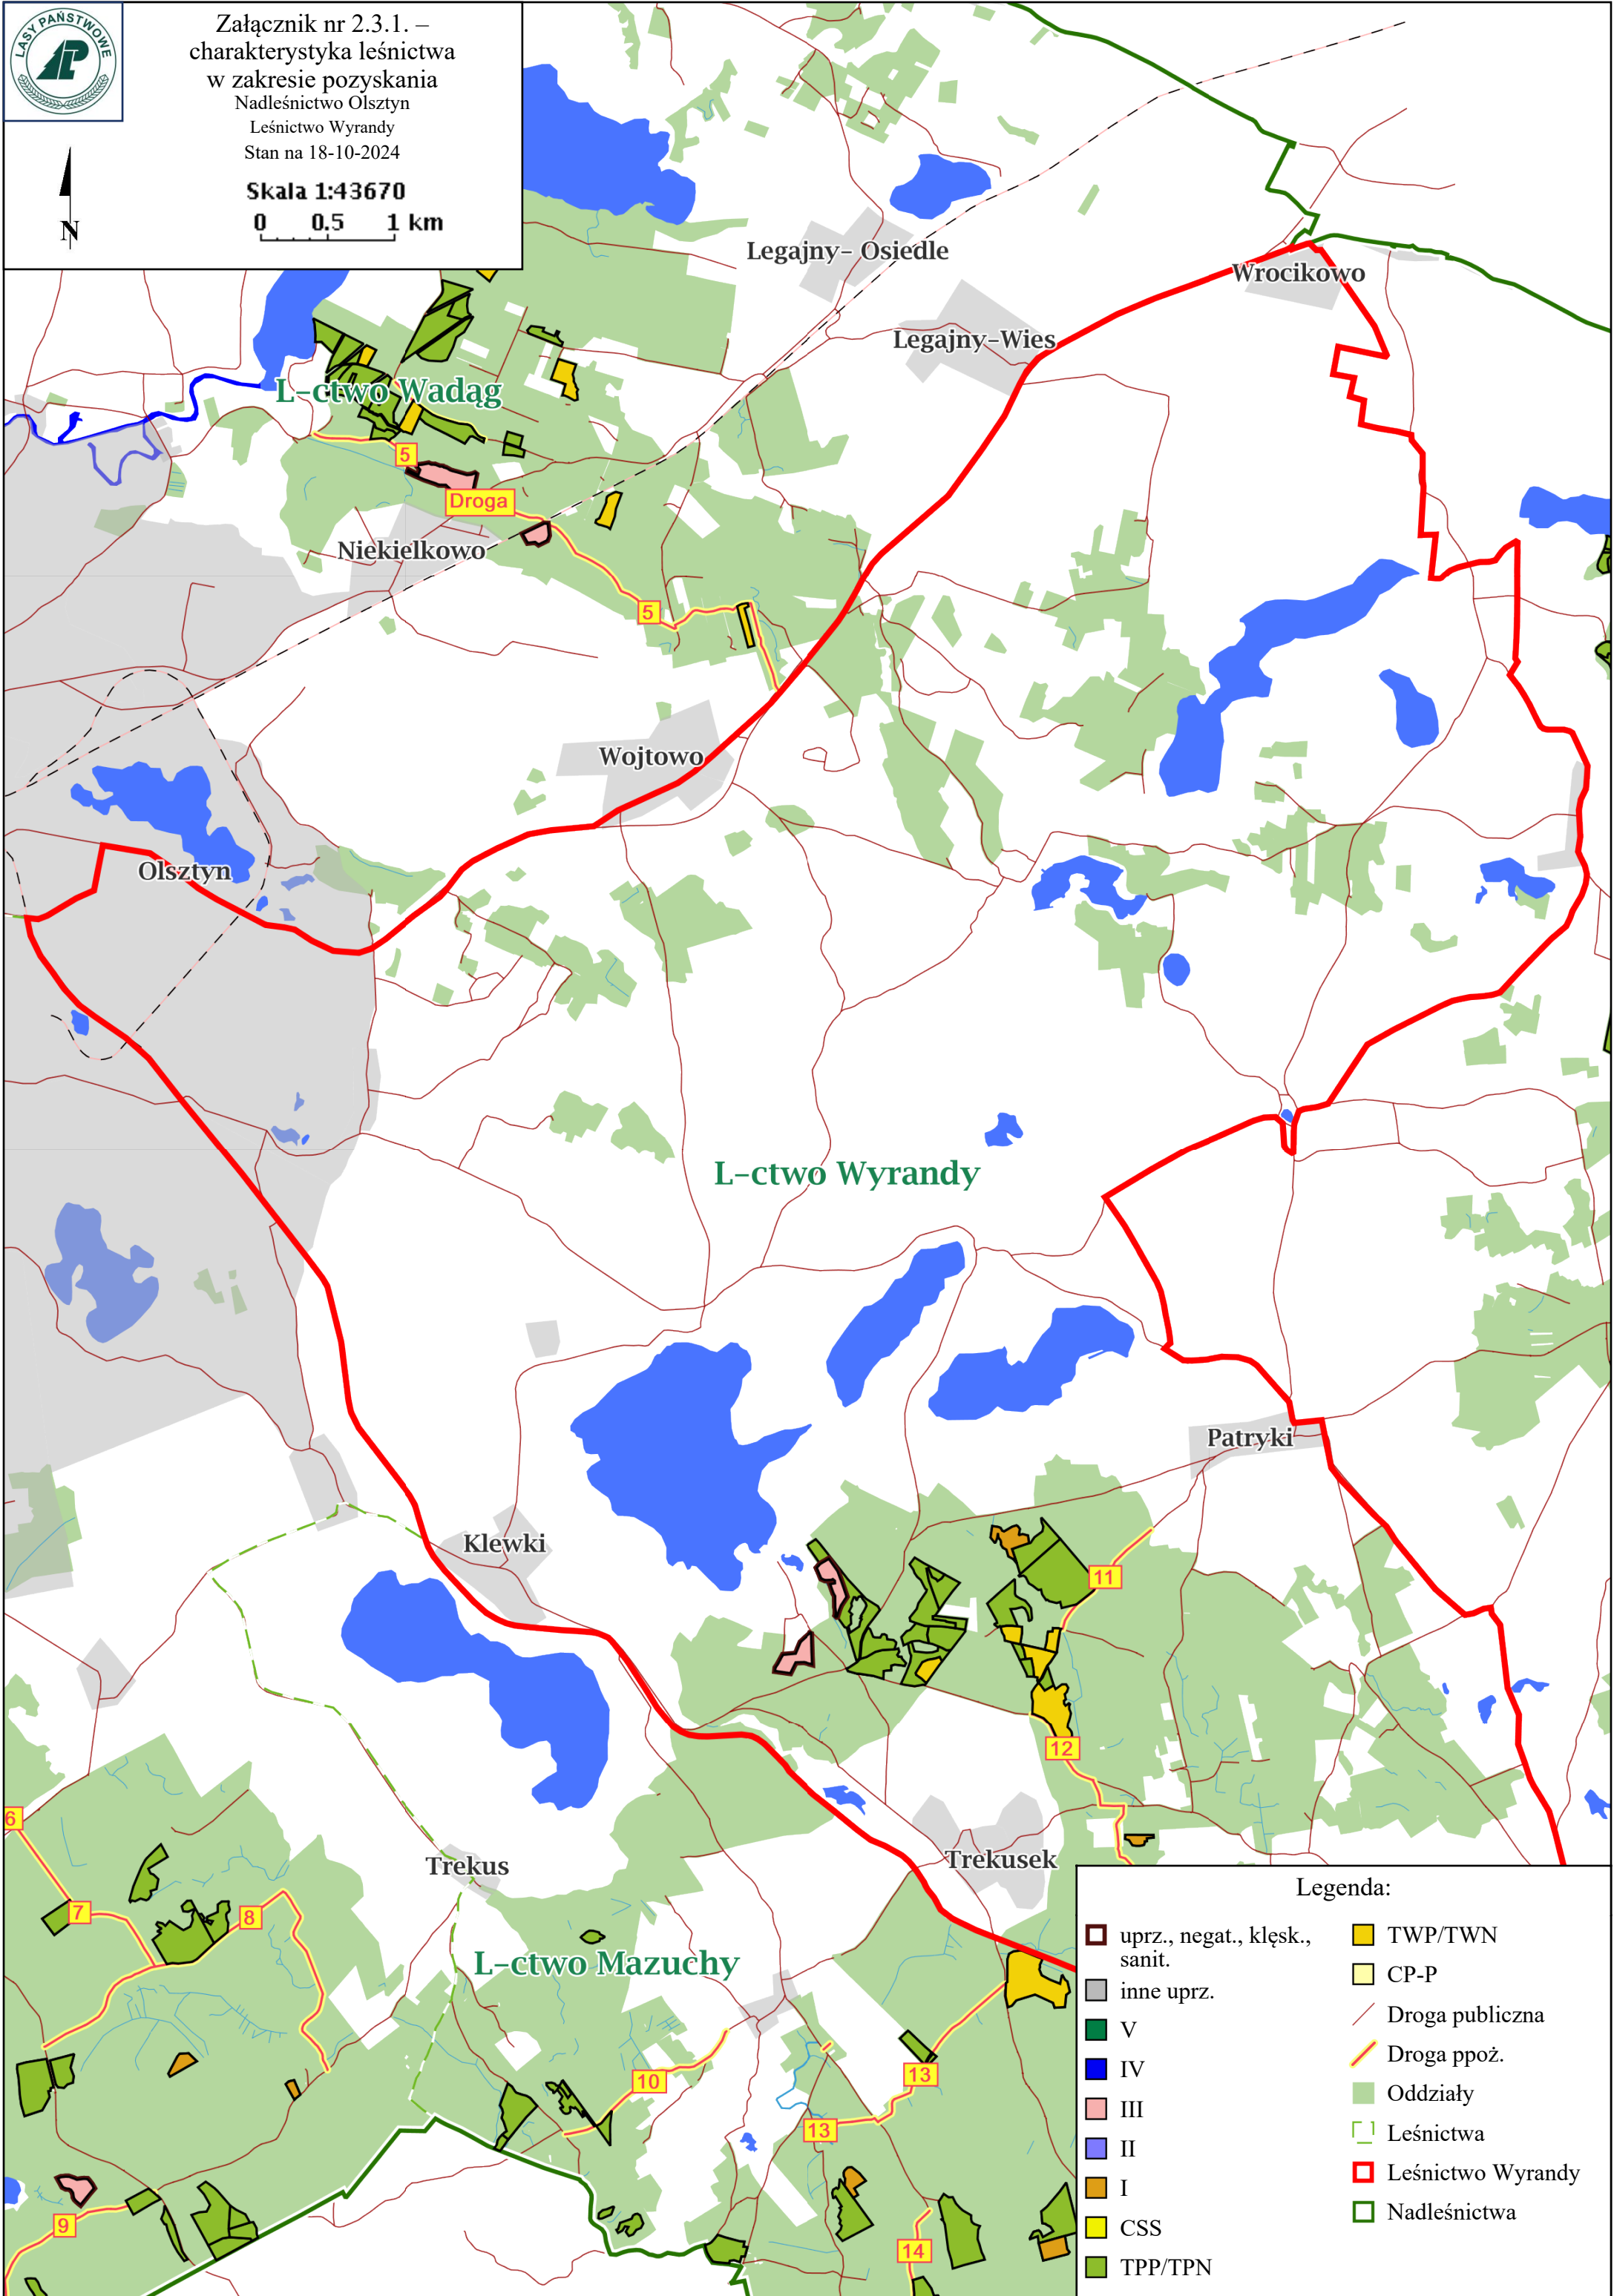 LASY PAŃSTWOWE
Załącznik nr 2.3.1. –
charakterystyka leśnictwa
w zakresie pozyskania
Nadleśnictwo Olsztyn
Leśnictwo Wyrandy
Stan na 18-10-2024
Skala 1:43670
0 0.5 1 km
N
Legajny- Osiedle
Wrocikowo
Legajny-Wies
L-ctwo Wadąg
5
Droga
Niekielkowo
5
Wojtowo
Olsztyn
L-ctwo Wyrandy
Patryki
Klewki
11
12
6
Trekusek
Trekus
7
8
L-ctwo Mazuchy
10
13
13
9
14
Legenda:
uprz., negat., klęsk.,
sanit.
inne uprz.
V
IV
III
II
I
CSS
TPP/TPN
TWP/TWN
CP-P
Droga publiczna
Droga ppoż.
Oddziały
Leśnictwa
Leśnictwo Wyrandy
Nadleśnictwa